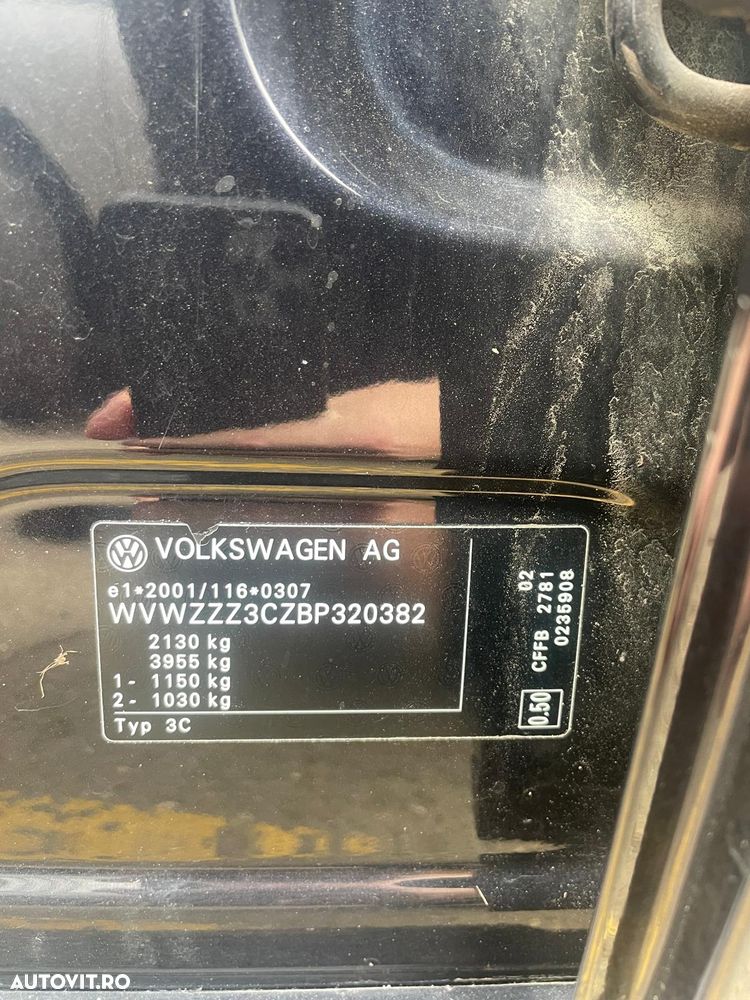 VOLKSWAGEN AG
e1*2001/116*0307
WVWZZZ3CZBP320382
2130 kg
3955 kg
1- 1150 kg
2- 1030 kg
Typ 3C
02
CFFB 2781
0235908
0.50
AUTOVIT.RO